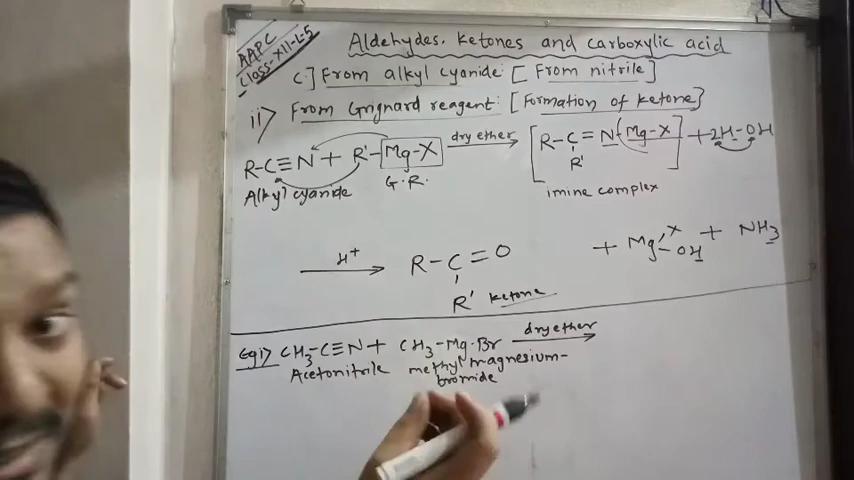 AAPC
Class-XII-L-5
Aldehydes, Ketones and carboxylic acid
C.] From alkyl cyanide: [From nitrile]
ii) From Grignard reagent: [Formation of ketone]
R-C≡N + R'-Mg-X dry ether [R-C=N-Mg-X] + 2H-OH
R'
Alkyl cyanide G.R. imine complex
H+ R-C=O + Mg X OH + NH3
R' ketone
Eg1) CH3-C≡N + CH3-Mg.Br dry ether
Acetonitrile methyl magnesium-
bromide